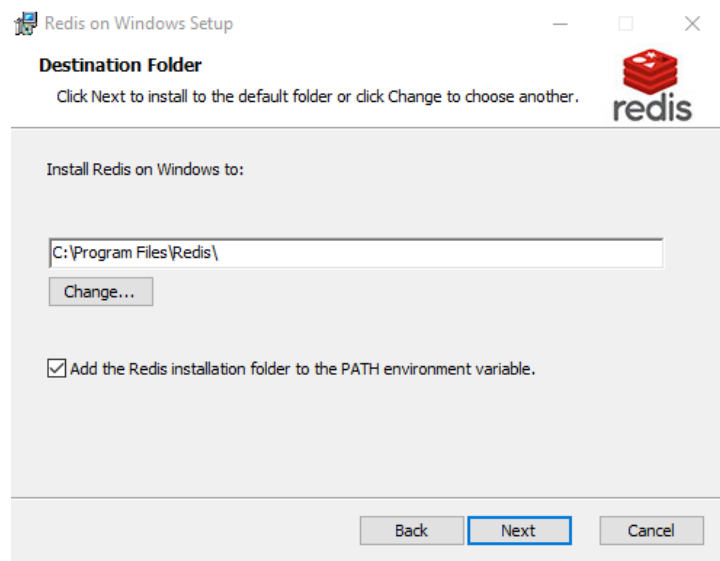 Redis on Windows Setup
Destination Folder
Click Next to install to the default folder or click Change to choose another.
redis
Install Redis on Windows to:
C:\Program Files\Redis\
Change...
Add the Redis installation folder to the PATH environment variable.
Back Next Cancel